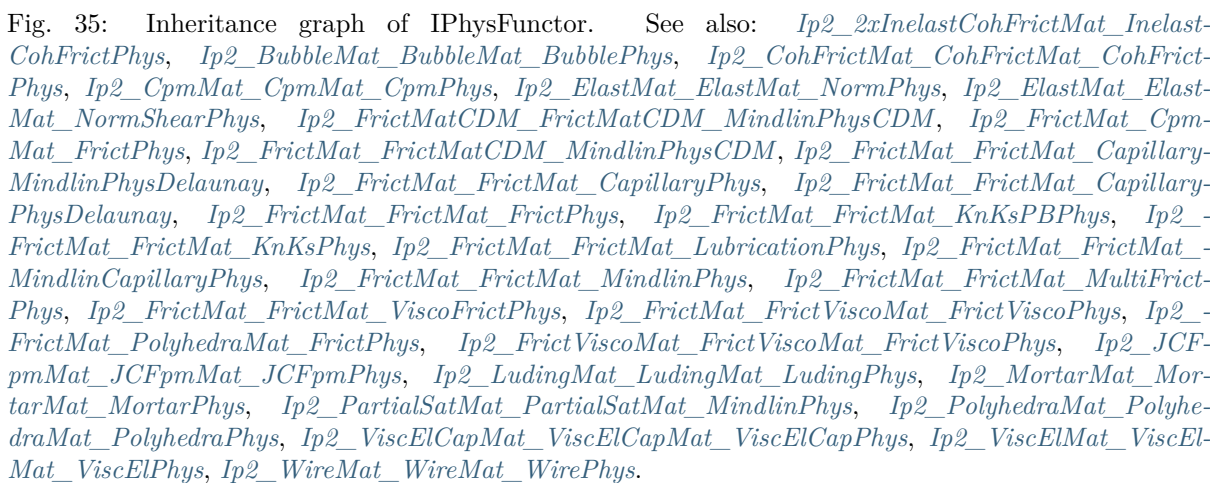 Fig. 35: Inheritance graph of IPhysFunctor. See also: Ip2_2xInelastCohFrictMat_Inelast-
CohFrictPhys, Ip2_BubbleMat_BubbleMat_BubblePhys, Ip2_CohFrictMat_CohFrictMat_CohFrict-
Phys, Ip2_CpmMat_CpmMat_CpmPhys, Ip2_ElastMat_ElastMat_NormPhys, Ip2_ElastMat_Elast-
Mat_NormShearPhys, Ip2_FrictMatCDM_FrictMatCDM_MindlinPhysCDM, Ip2_FrictMat_Cpm-
Mat_FrictPhys, Ip2_FrictMat_FrictMatCDM_MindlinPhysCDM, Ip2_FrictMat_FrictMat_Capillary-
MindlinPhysDelaunay, Ip2_FrictMat_FrictMat_CapillaryPhys, Ip2_FrictMat_FrictMat_Capillary-
PhysDelaunay, Ip2_FrictMat_FrictMat_FrictPhys, Ip2_FrictMat_FrictMat_KnKsPBPhys, Ip2_-
FrictMat_FrictMat_KnKsPhys, Ip2_FrictMat_FrictMat_LubricationPhys, Ip2_FrictMat_FrictMat_-
MindlinCapillaryPhys, Ip2_FrictMat_FrictMat_MindlinPhys, Ip2_FrictMat_FrictMat_MultiFrict-
Phys, Ip2_FrictMat_FrictMat_ViscoFrictPhys, Ip2_FrictMat_FrictViscoMat_FrictViscoPhys, Ip2_-
FrictMat_PolyhedraMat_FrictPhys, Ip2_FrictViscoMat_FrictViscoMat_FrictViscoPhys, Ip2_JCF-
pmMat_JCFpmMat_JCFpmPhys, Ip2_LudingMat_LudingMat_LudingPhys, Ip2_MortarMat_Mor-
tarMat_MortarPhys, Ip2_PartialSatMat_PartialSatMat_MindlinPhys, Ip2_PolyhedraMat_Polyhe-
draMat_PolyhedraPhys, Ip2_ViscElCapMat_ViscElCapMat_ViscElCapPhys, Ip2_ViscElMat_ViscEl-
Mat_ViscElPhys, Ip2_WireMat_WireMat_WirePhys.